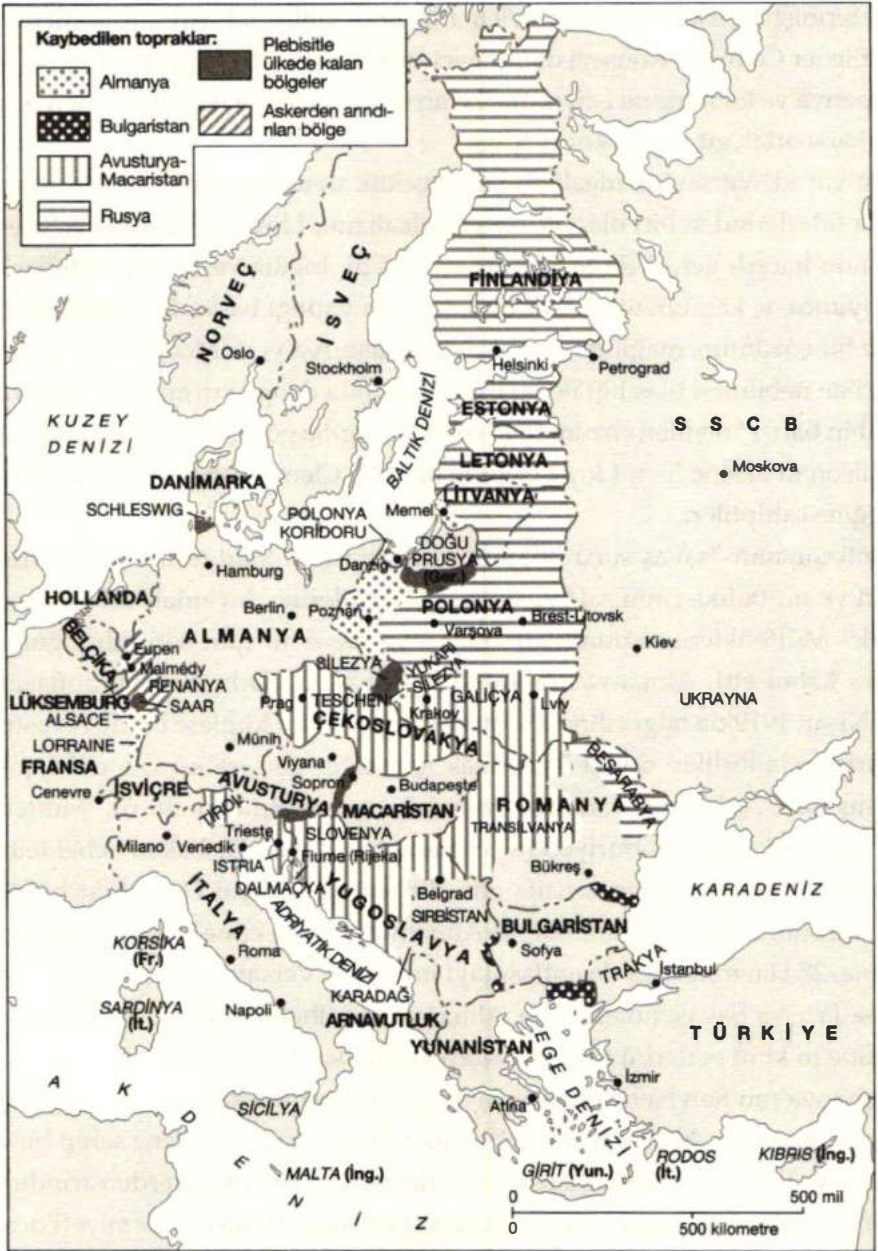 Kaybedilen topraklar:
Almanya
Bulgaristan
Avusturya-
Macaristan
Rusya
Plebisitle
ülkede kalan
bölgeler
Askerden arındı-
rılan bölge
NORVEÇ
İSVEÇ
FİNLANDİYA
Oslo
Stockholm
Helsinki
Petrograd
KUZEY
DENİZİ
BALTIK DENİZİ
ESTONYA
LETONYA
LİTVANYA
SSCB
Moskova
DANİMARKA
SCHLESWIG
POLONYA
KORİDORU
Memel
Danzig
DOĞU
PRUSYA
(Ger.)
Hamburg
HOLLANDA
Berlin
Poznán
POLONYA
Varşova
Brest-Litovsk
ALMANYA
Kiev
BELÇİKA
Eupen
Malmédy
SİLEZYA
YUKARI
SİLEZYA
RENANYA
LÜKSEMBURG
SAAR
ALSACE
LORRAINE
Prag
TESCHEN
Krakov
GALİÇYA
Lviv
UKRAYNA
ÇEKOSLOVAKYA
Münih
Viyana
FRANSA
Sopron
Budapeşte
BESARABYA
İSVİÇRE
Cenevre
AVUSTURYA
TİROL
MACARİSTAN
ROMANYA
TRANSİLVANYA
Milano
Venedik
Trieste
SLOVENYA
Fiume (Rijeka)
ISTRIA
DALMAÇYA
YUGOSLAVYA
Belgrad
SIRBİSTAN
Bükreş
KARADENİZ
İTALYA
ADRİYATİK DENİZİ
BULGARİSTAN
Sofya
KORSİKA
(Fr.)
Roma
TRAKYA
İstanbul
SARDİNYA
(İt.)
Napoli
KARADAĞ
ARNAVUTLUK
YUNANİSTAN
TÜRKİYE
EGE DENİZİ
İzmir
Atina
AKDENİZ
SİCİLYA
MALTA (İng.)
GİRİT (Yun.)
RODOS
(İt.)
KIBRIS (İng.)
0 500 mil
0 500 kilometre